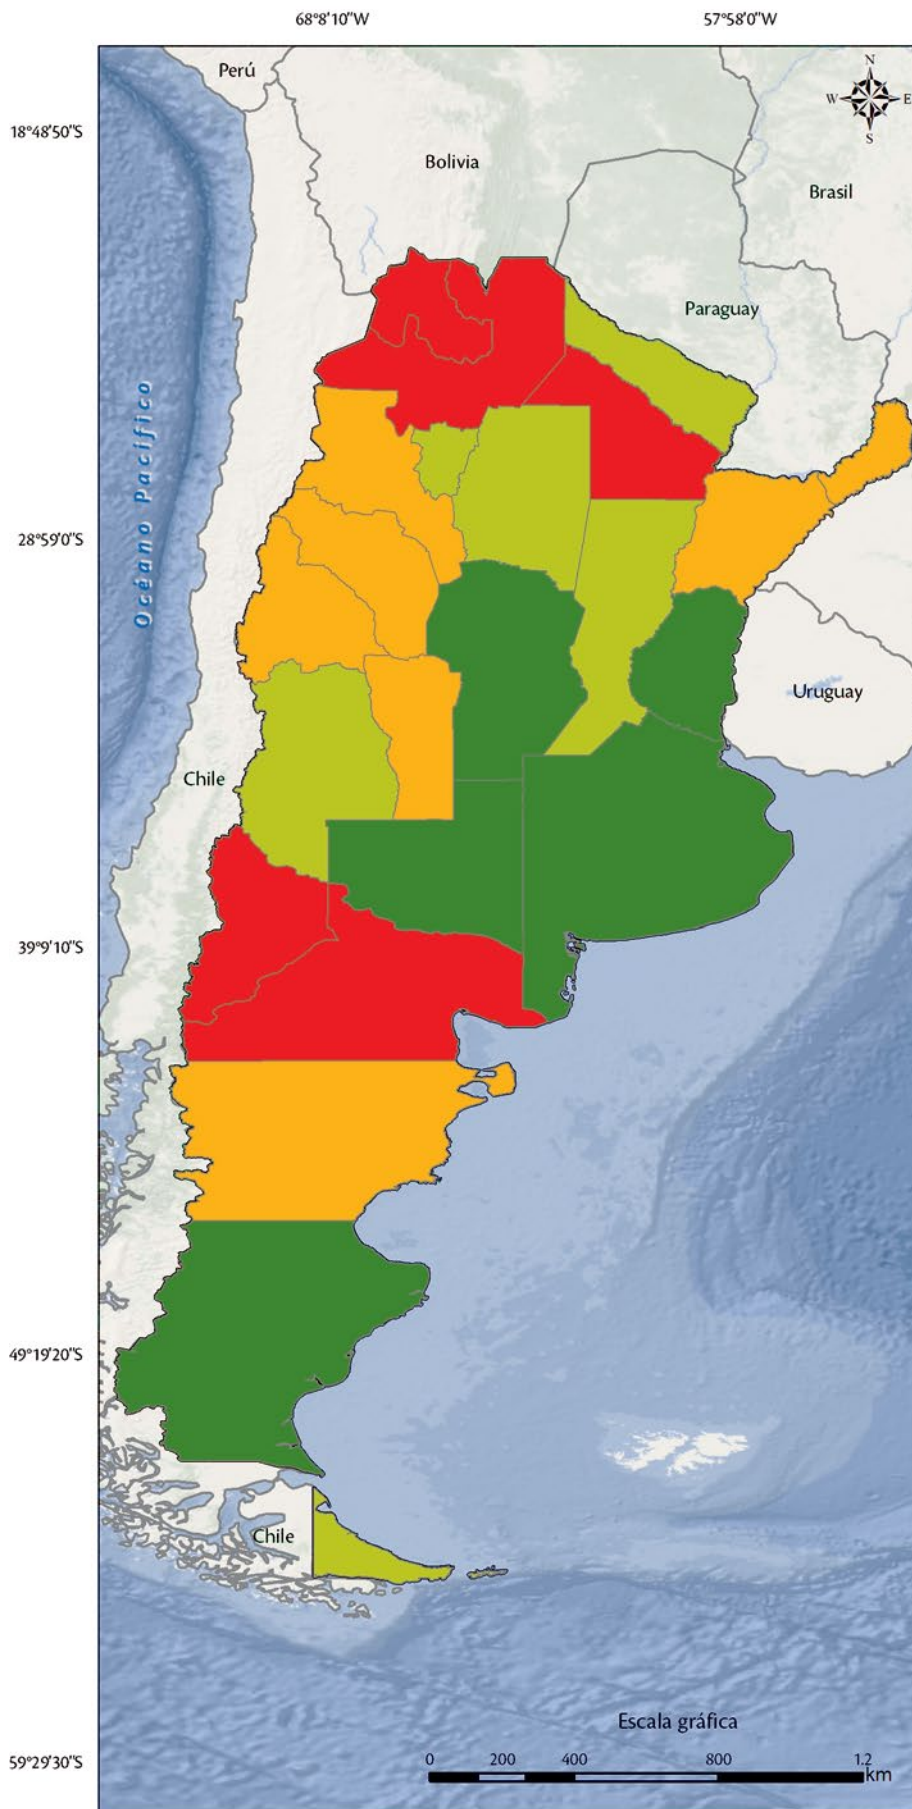 68°8'10"W
57°58'0"W
Perú
N
W
E
S
18°48'50"S
Bolivia
Brasil
Paraguay
Océano Pacífico
28°59'0"S
Uruguay
Chile
39°9'10"S
49°19'20"S
Chile
Escala gráfica
59°29'30"S
0 200 400 800 1.2
km